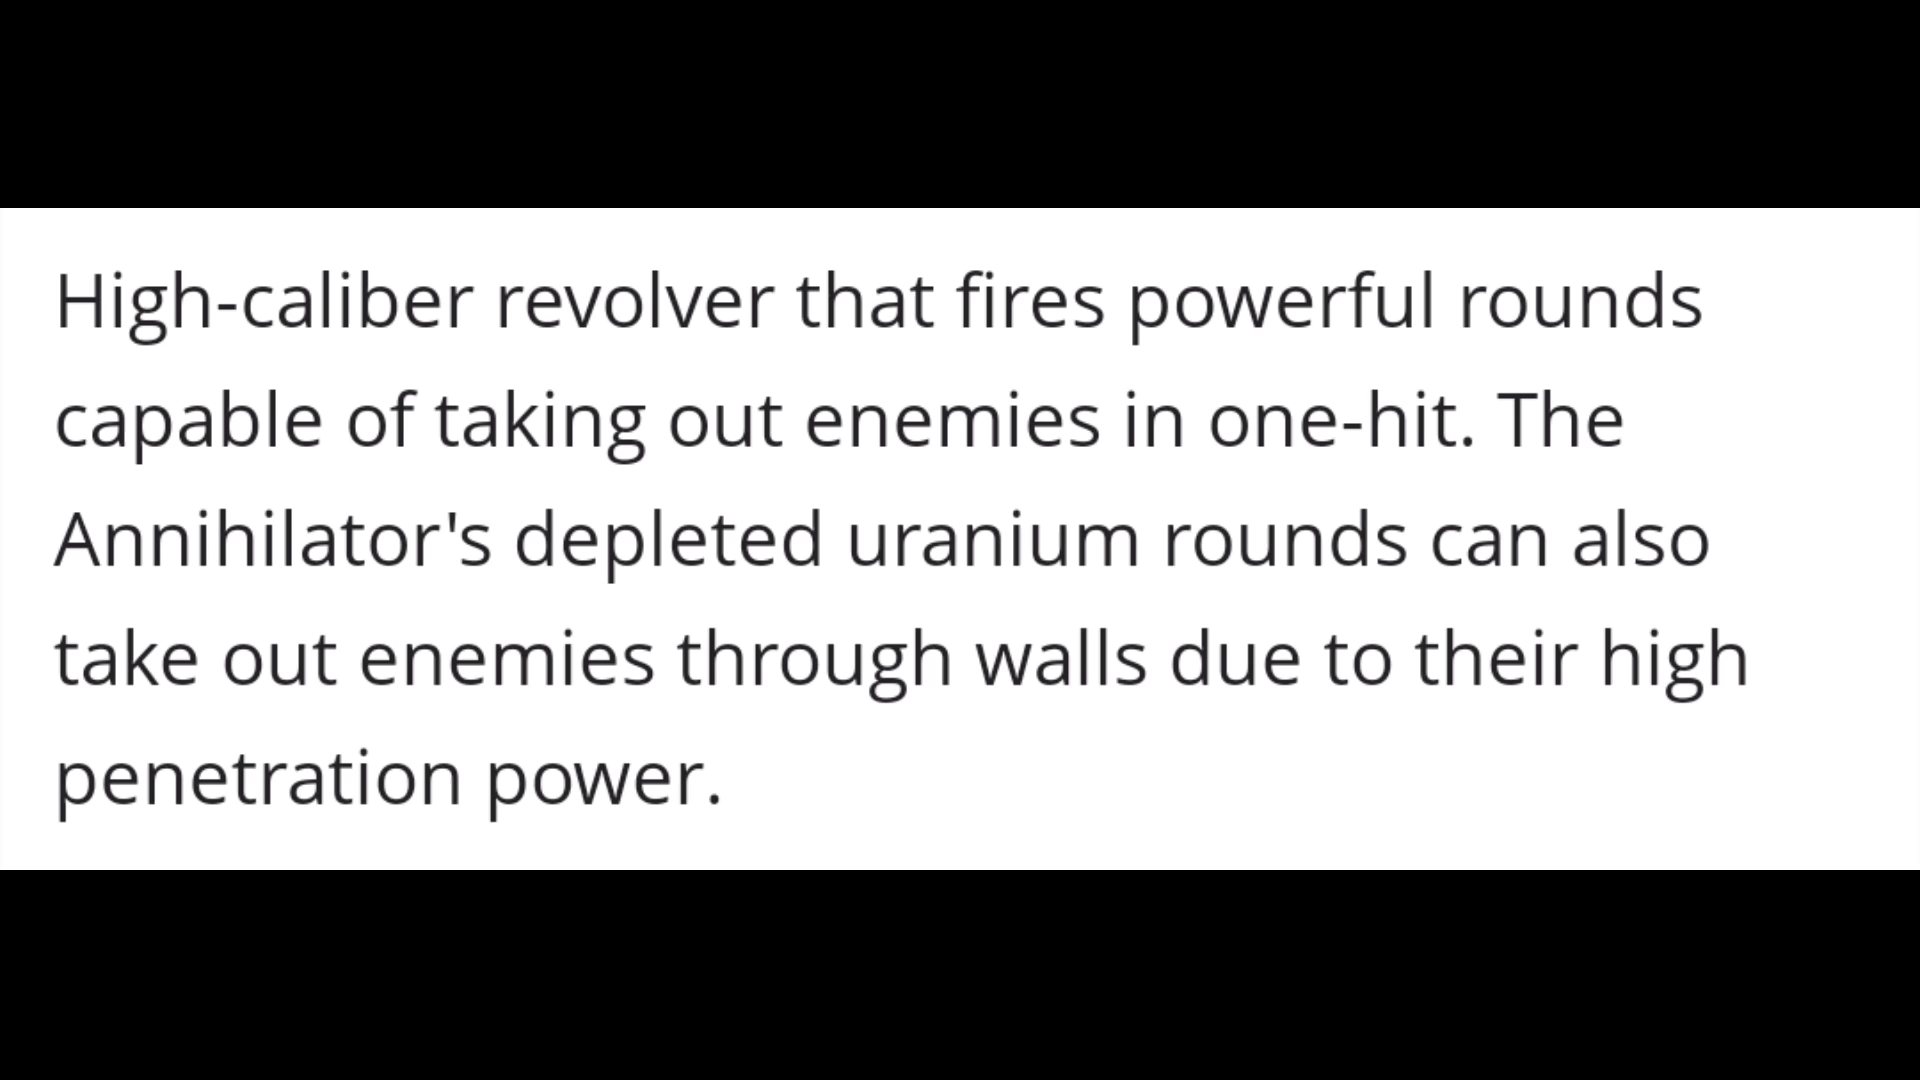 High-caliber revolver that fires powerful rounds
capable of taking out enemies in one-hit. The
Annihilator's depleted uranium rounds can also
take out enemies through walls due to their high
penetration power.